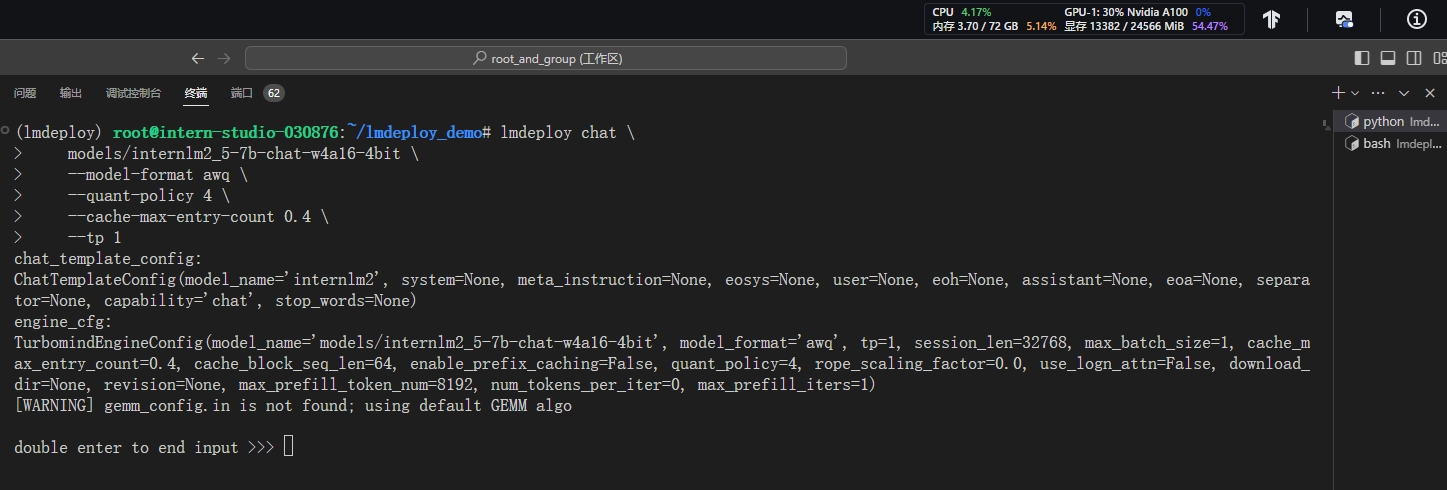 CPU 4.17% GPU-1: 30% Nvidia A100 0%
内存 3.70 / 72 GB 5.14% 显存 13382 / 24566 MiB 54.47%
root_and_group (工作区)
问题 输出 调试控制台 终端 端口 62
(lmdeploy) root@intern-studio-030876:~/lmdeploy_demo# lmdeploy chat \
> models/internlm2_5-7b-chat-w4a16-4bit \
> --model-format awq \
> --quant-policy 4 \
> --cache-max-entry-count 0.4 \
> --tp 1
chat_template_config:
ChatTemplateConfig(model_name='internlm2', system=None, meta_instruction=None, eosys=None, user=None, eoh=None, assistant=None, eoa=None, separa
tor=None, capability='chat', stop_words=None)
engine_cfg:
TurbomindEngineConfig(model_name='models/internlm2_5-7b-chat-w4a16-4bit', model_format='awq', tp=1, session_len=32768, max_batch_size=1, cache_m
ax_entry_count=0.4, cache_block_seq_len=64, enable_prefix_caching=False, quant_policy=4, rope_scaling_factor=0.0, use_logn_attn=False, download_
dir=None, revision=None, max_prefill_token_num=8192, num_tokens_per_iter=0, max_prefill_iters=1)
[WARNING] gemm_config.in is not found; using default GEMM algo
double enter to end input >>>
python lmd...
bash lmdepl...